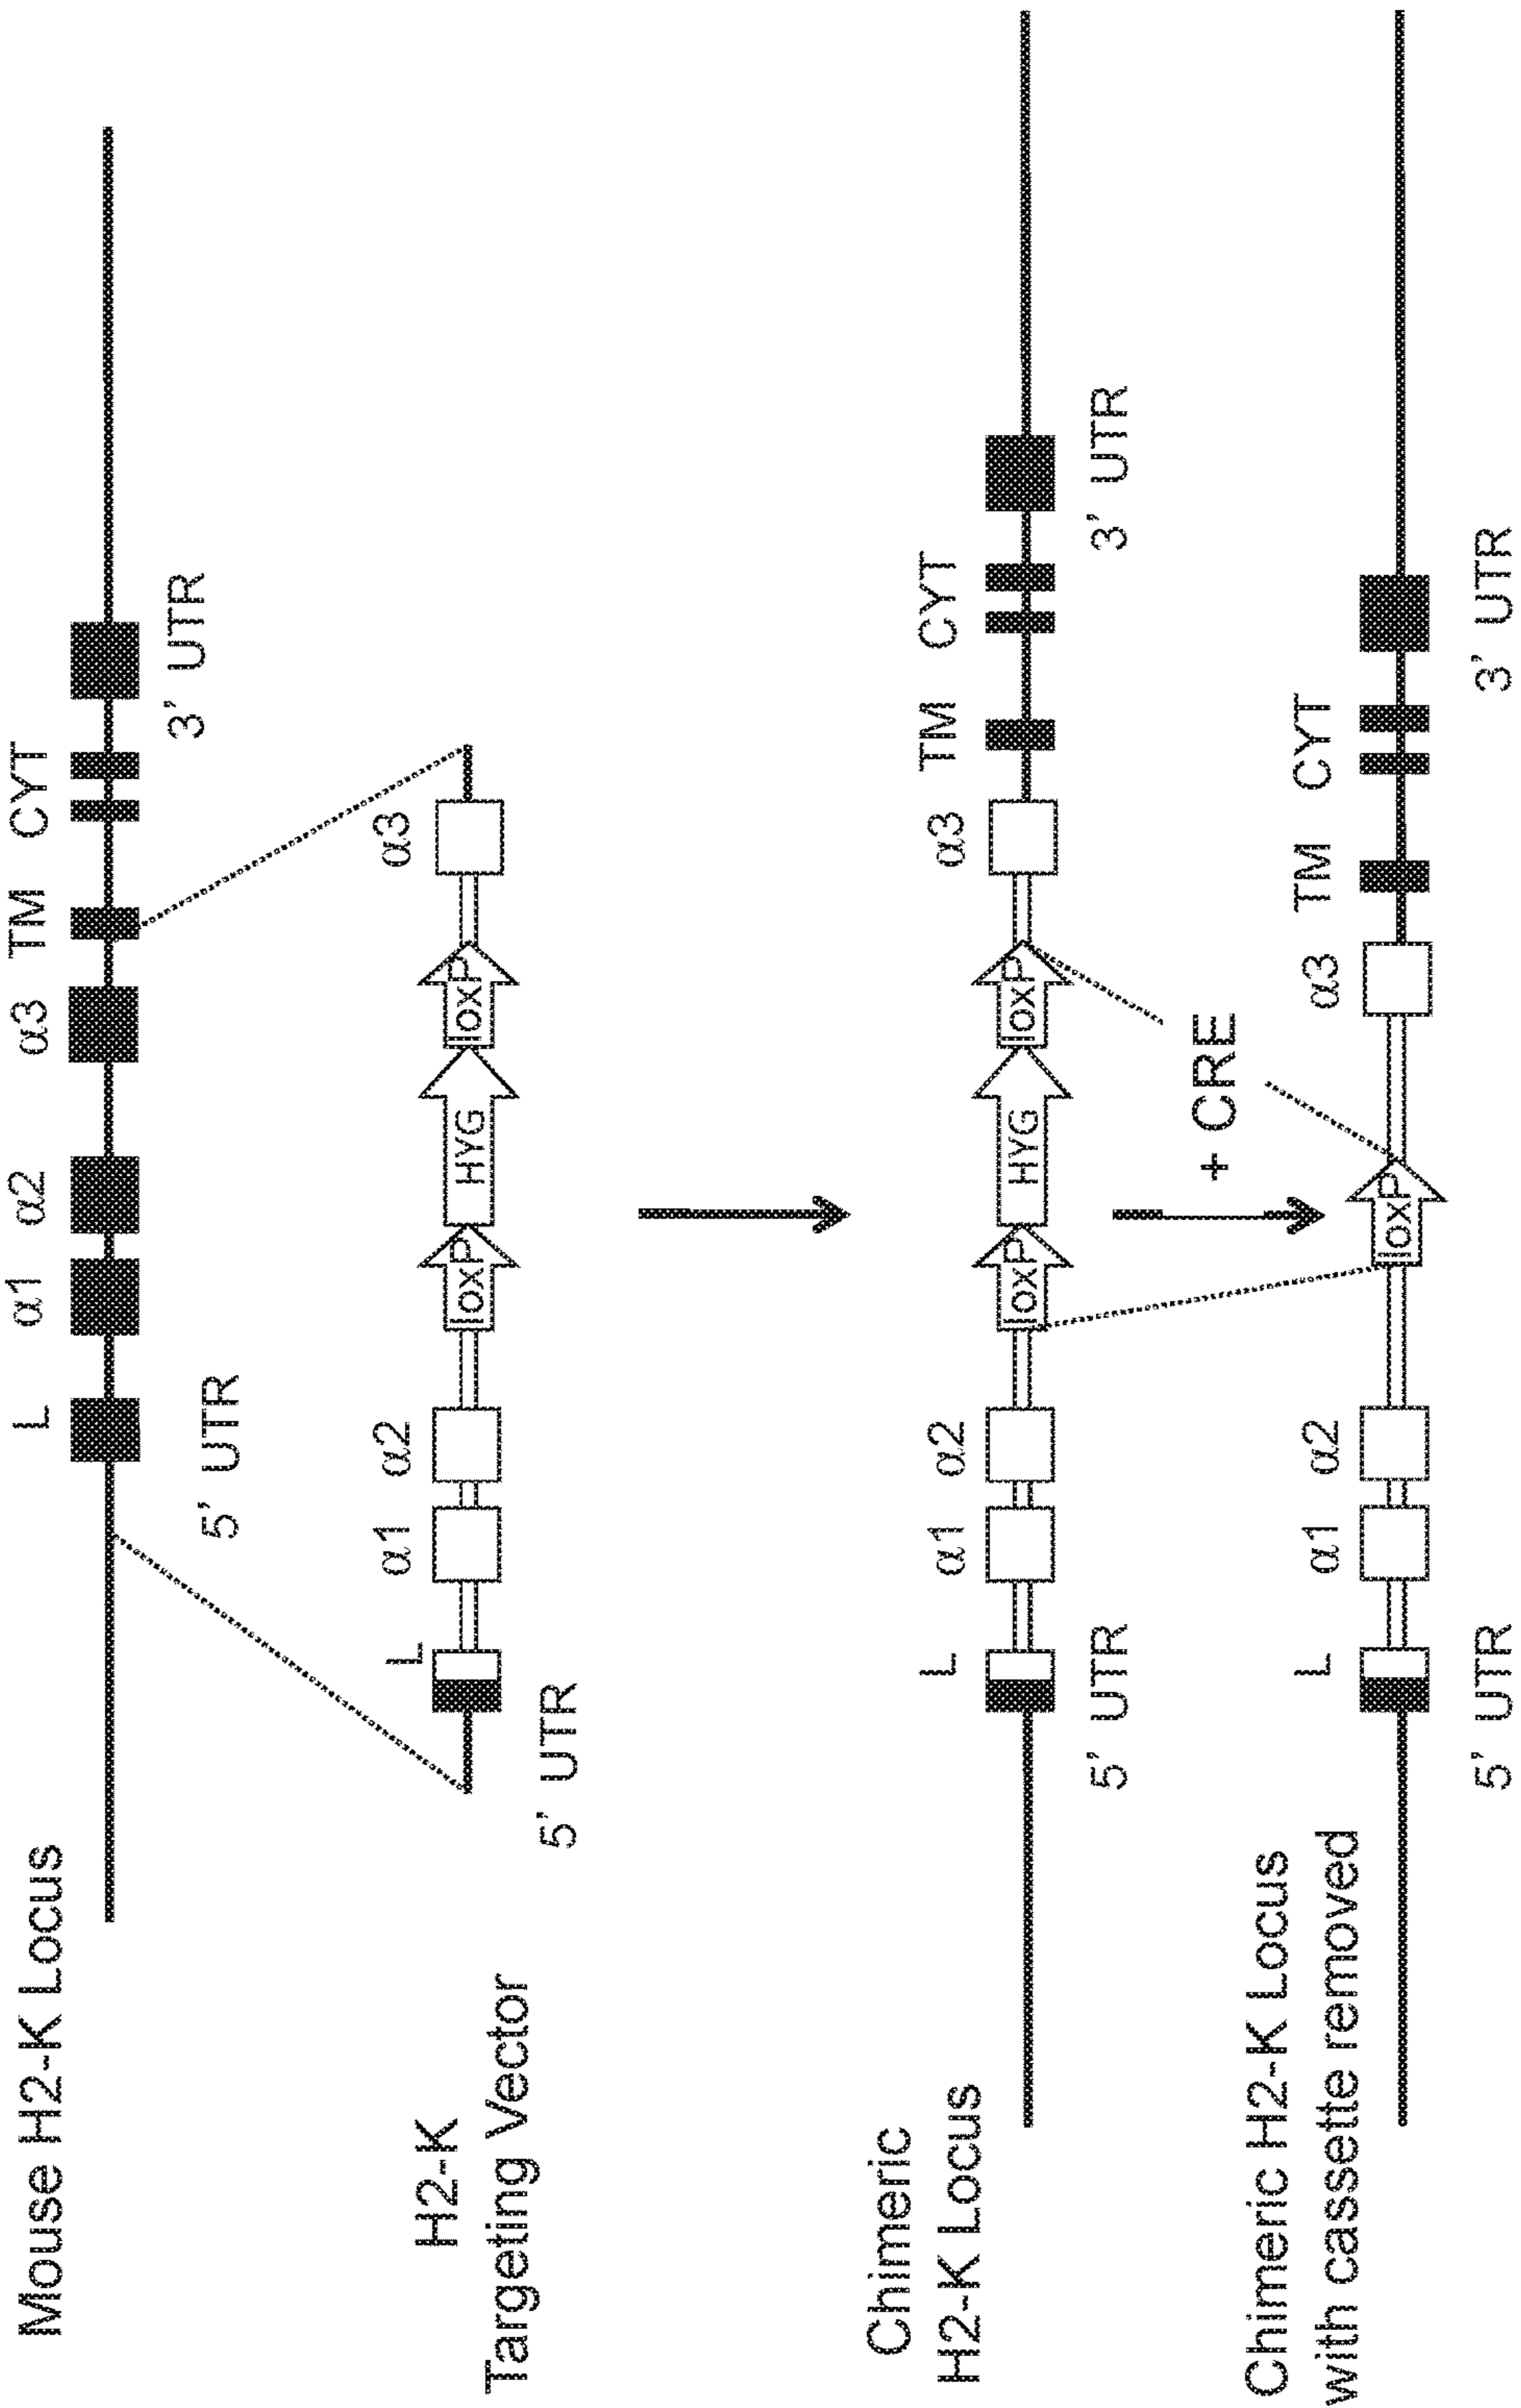 Mouse H2-K Locus
L α1 α2 α3 TM CYT
5' UTR
3' UTR
H2-K
Targeting Vector
L α1 α2 α3
loxP HYG loxP
5' UTR
Chimeric
H2-K Locus
L α1 α2 α3 TM CYT
loxP HYG loxP
5' UTR
3' UTR
+ CRE
Chimeric H2-K Locus
with cassette removed
L α1 α2 α3 TM CYT
loxP
5' UTR
3' UTR